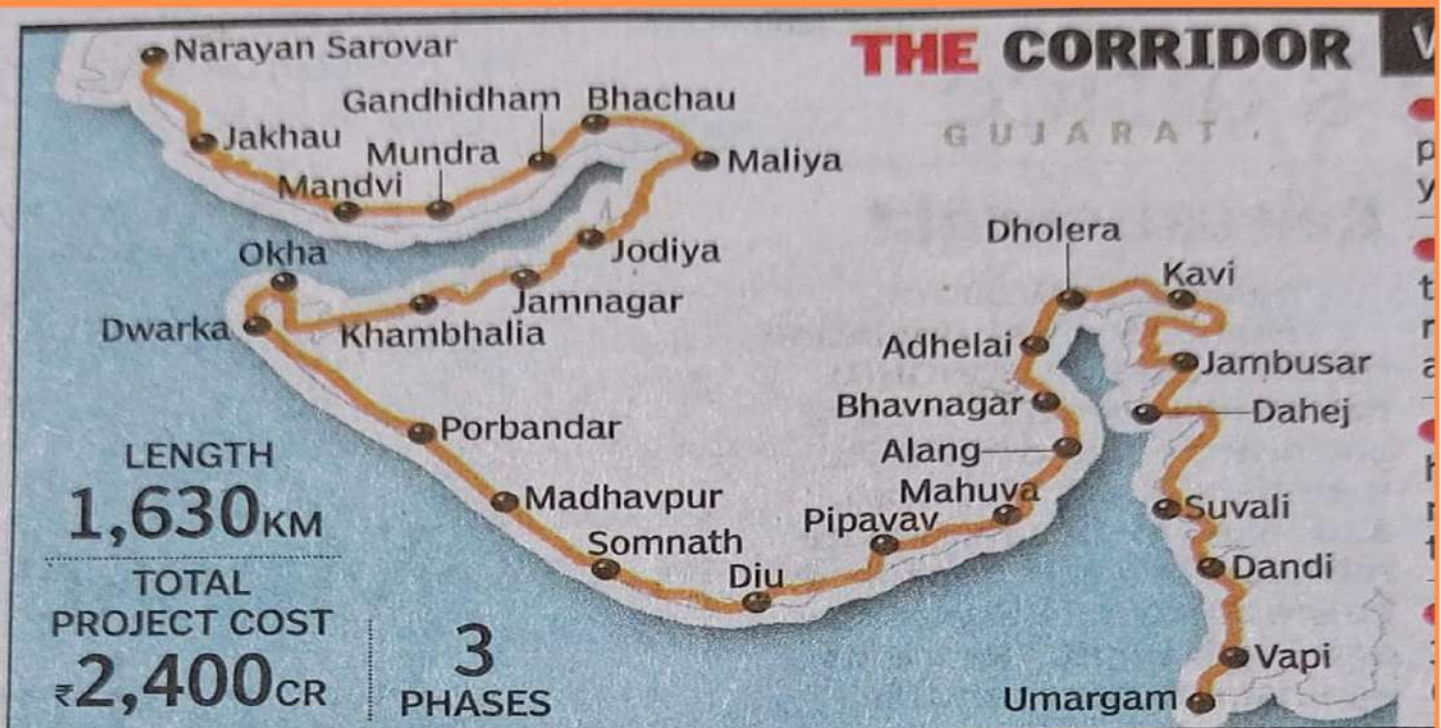 THE CORRIDOR
GUJARAT
Narayan Sarovar
Gandhidham
Bhachau
Jakhau
Mundra
Maliya
Mandvi
Okha
Jodiya
Jamnagar
Dwarka
Khambhalia
Dholera
Kavi
Adhelai
Jambusar
Bhavnagar
Dahej
Porbandar
Alang
Madhavpur
Mahuva
Pipavav
Suvali
Somnath
Diu
Dandi
Vapi
Umargam
LENGTH
1,630KM
TOTAL
PROJECT COST
₹2,400CR
3
PHASES